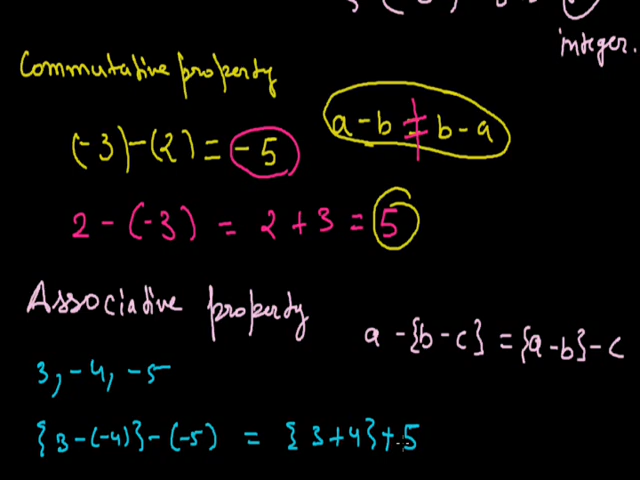 integer.
Commutative property
(-3)-(2) = -5
a-b ≠ b-a
2-(-3) = 2+3 = 5
Associative property
a-{b-c} = {a-b}-c
3, -4, -5
{3-(-4)}-(-5) = {3+4}+5